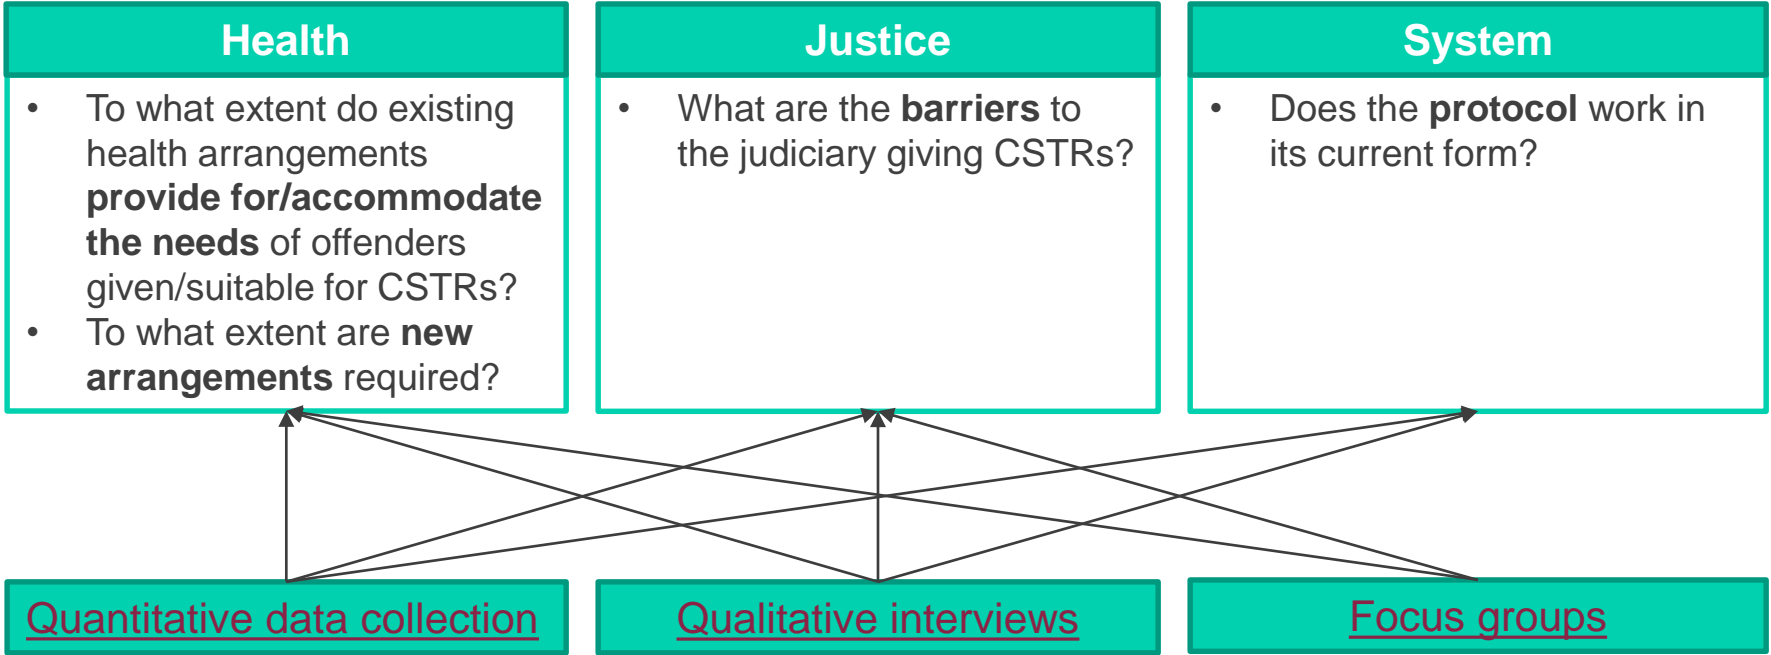 Health
• To what extent do existing
health arrangements
provide for/accommodate
the needs of offenders
given/suitable for CSTRs?
• To what extent are new
arrangements required?
Justice
• What are the barriers to
the judiciary giving CSTRs?
System
• Does the protocol work in
its current form?
Quantitative data collection
Qualitative interviews
Focus groups